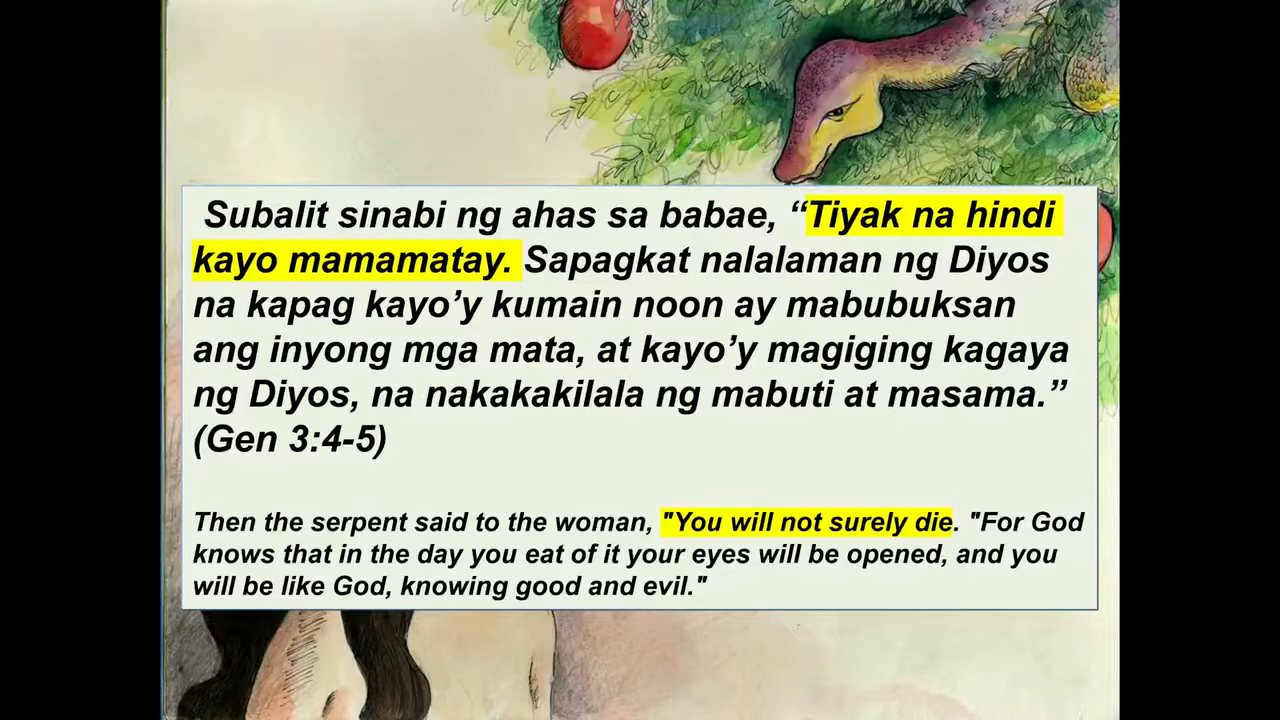 Subalit sinabi ng ahas sa babae, “Tiyak na hindi
kayo mamamatay. Sapagkat nalalaman ng Diyos
na kapag kayo’y kumain noon ay mabubuksan
ang inyong mga mata, at kayo’y magiging kagaya
ng Diyos, na nakakakilala ng mabuti at masama.”
(Gen 3:4-5)
Then the serpent said to the woman, "You will not surely die. "For God
knows that in the day you eat of it your eyes will be opened, and you
will be like God, knowing good and evil."